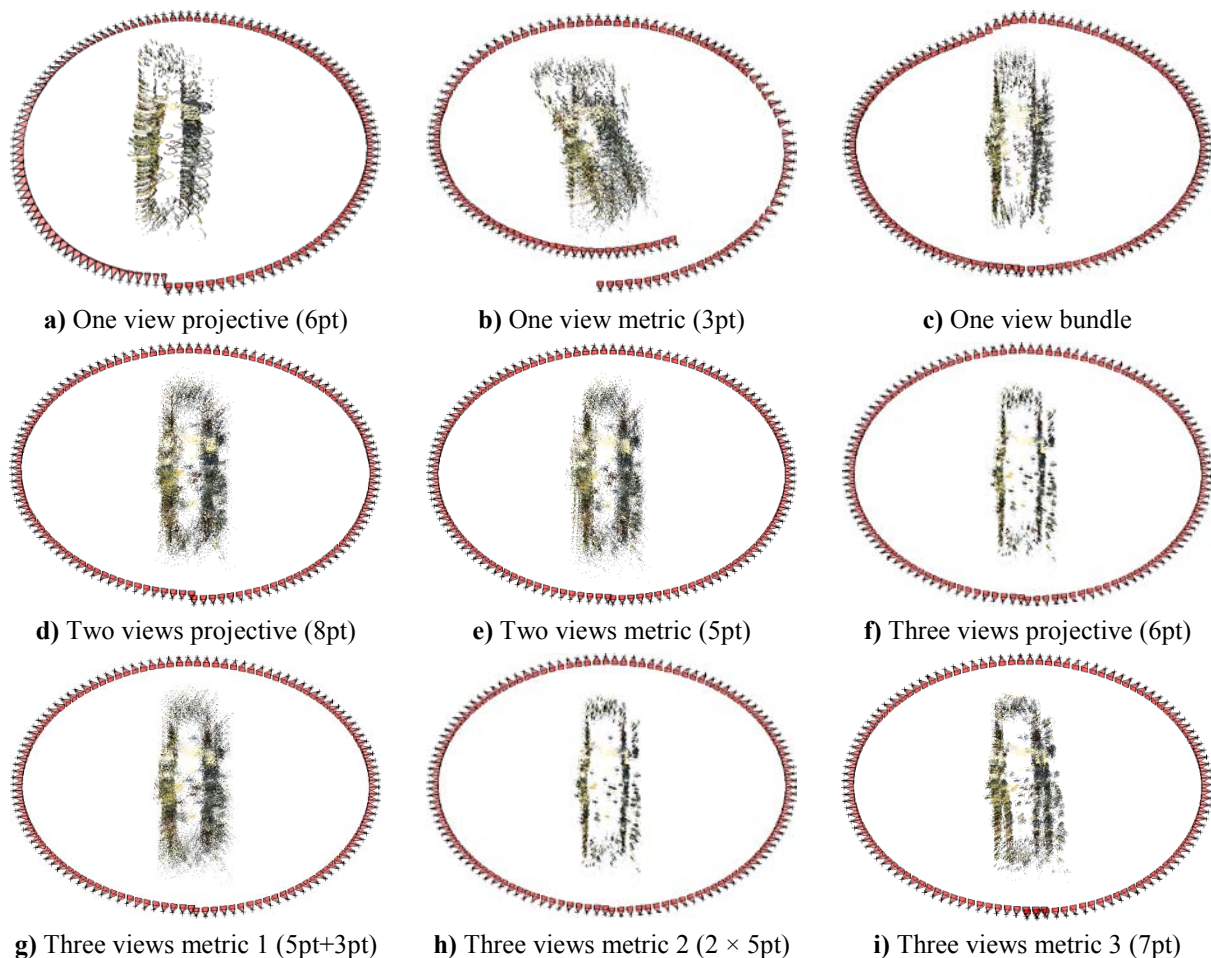 a) One view projective (6pt)
b) One view metric (3pt)
c) One view bundle
d) Two views projective (8pt)
e) Two views metric (5pt)
f) Three views projective (6pt)
g) Three views metric 1 (5pt+3pt)
h) Three views metric 2 (2 × 5pt)
i) Three views metric 3 (7pt)